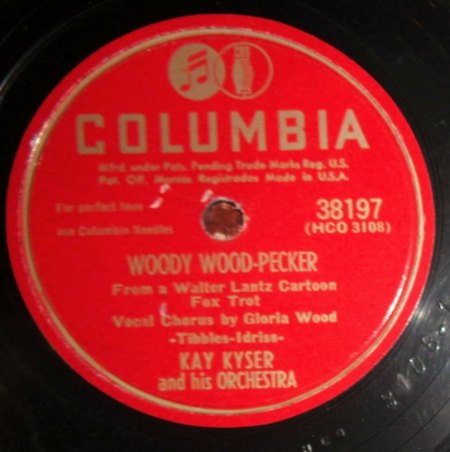 COLUMBIA
Mfrd. under Pats. Pending Trade Marks Reg. U.S.
Pat. Off. Marcas Registradas Made in U.S.A.
For perfect tone
use Columbia Needles
38197
(HCO 3108)
WOODY WOOD-PECKER
From a Walter Lantz Cartoon
Fox Trot
Vocal Chorus by Gloria Wood
-Tibbles-Idriss-
KAY KYSER
and his ORCHESTRA